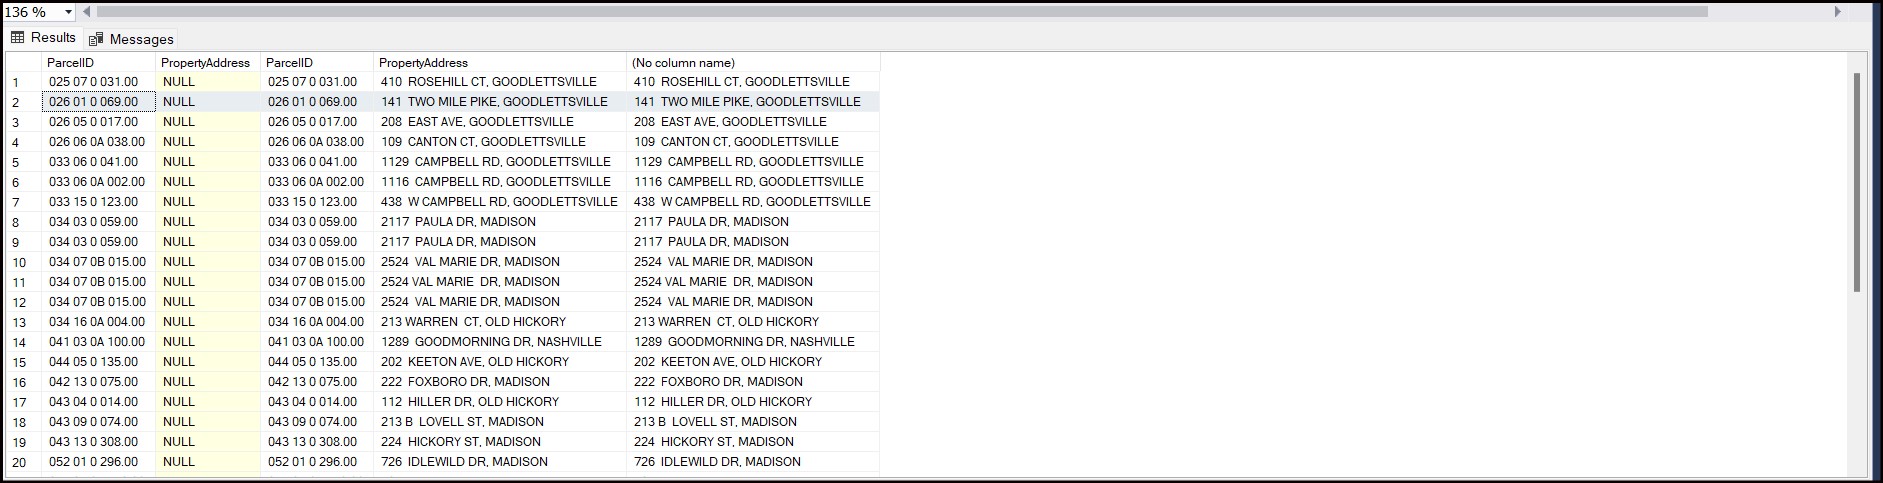 136 %
Results Messages
ParcelID PropertyAddress ParcelID PropertyAddress (No column name)
1 025 07 0 031.00 NULL 025 07 0 031.00 410  ROSEHILL CT, GOODLETTSVILLE 410  ROSEHILL CT, GOODLETTSVILLE
2 026 01 0 069.00 NULL 026 01 0 069.00 141  TWO MILE PIKE, GOODLETTSVILLE 141  TWO MILE PIKE, GOODLETTSVILLE
3 026 05 0 017.00 NULL 026 05 0 017.00 208  EAST AVE, GOODLETTSVILLE 208  EAST AVE, GOODLETTSVILLE
4 026 06 0A 038.00 NULL 026 06 0A 038.00 109  CANTON CT, GOODLETTSVILLE 109  CANTON CT, GOODLETTSVILLE
5 033 06 0 041.00 NULL 033 06 0 041.00 1129  CAMPBELL RD, GOODLETTSVILLE 1129  CAMPBELL RD, GOODLETTSVILLE
6 033 06 0A 002.00 NULL 033 06 0A 002.00 1116  CAMPBELL RD, GOODLETTSVILLE 1116  CAMPBELL RD, GOODLETTSVILLE
7 033 15 0 123.00 NULL 033 15 0 123.00 438  W CAMPBELL RD, GOODLETTSVILLE 438  W CAMPBELL RD, GOODLETTSVILLE
8 034 03 0 059.00 NULL 034 03 0 059.00 2117  PAULA DR, MADISON 2117  PAULA DR, MADISON
9 034 03 0 059.00 NULL 034 03 0 059.00 2117  PAULA DR, MADISON 2117  PAULA DR, MADISON
10 034 07 0B 015.00 NULL 034 07 0B 015.00 2524  VAL MARIE DR, MADISON 2524  VAL MARIE DR, MADISON
11 034 07 0B 015.00 NULL 034 07 0B 015.00 2524 VAL MARIE  DR, MADISON 2524 VAL MARIE  DR, MADISON
12 034 07 0B 015.00 NULL 034 07 0B 015.00 2524  VAL MARIE DR, MADISON 2524  VAL MARIE DR, MADISON
13 034 16 0A 004.00 NULL 034 16 0A 004.00 213 WARREN  CT, OLD HICKORY 213 WARREN  CT, OLD HICKORY
14 041 03 0A 100.00 NULL 041 03 0A 100.00 1289  GOODMORNING DR, NASHVILLE 1289  GOODMORNING DR, NASHVILLE
15 044 05 0 135.00 NULL 044 05 0 135.00 202  KEETON AVE, OLD HICKORY 202  KEETON AVE, OLD HICKORY
16 042 13 0 075.00 NULL 042 13 0 075.00 222  FOXBORO DR, MADISON 222  FOXBORO DR, MADISON
17 043 04 0 014.00 NULL 043 04 0 014.00 112  HILLER DR, OLD HICKORY 112  HILLER DR, OLD HICKORY
18 043 09 0 074.00 NULL 043 09 0 074.00 213 B  LOVELL ST, MADISON 213 B  LOVELL ST, MADISON
19 043 13 0 308.00 NULL 043 13 0 308.00 224  HICKORY ST, MADISON 224  HICKORY ST, MADISON
20 052 01 0 296.00 NULL 052 01 0 296.00 726  IDLEWILD DR, MADISON 726  IDLEWILD DR, MADISON